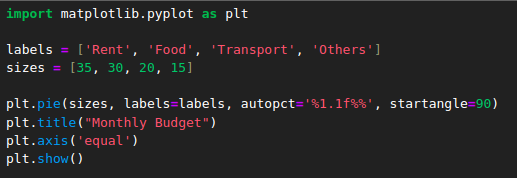 import matplotlib.pyplot as plt
labels = ['Rent', 'Food', 'Transport', 'Others']
sizes = [35, 30, 20, 15]
plt.pie(sizes, labels=labels, autopct='%1.1f%%', startangle=90)
plt.title("Monthly Budget")
plt.axis('equal')
plt.show()